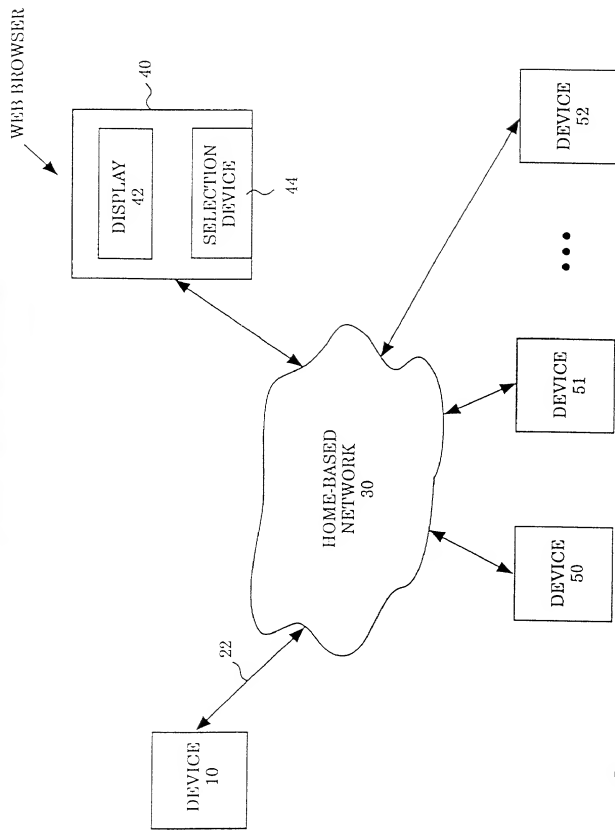 WEB BROWSER
40
DISPLAY
42
SELECTION
DEVICE
44
DEVICE
10
22
HOME-BASED
NETWORK
30
DEVICE
50
DEVICE
51
DEVICE
52